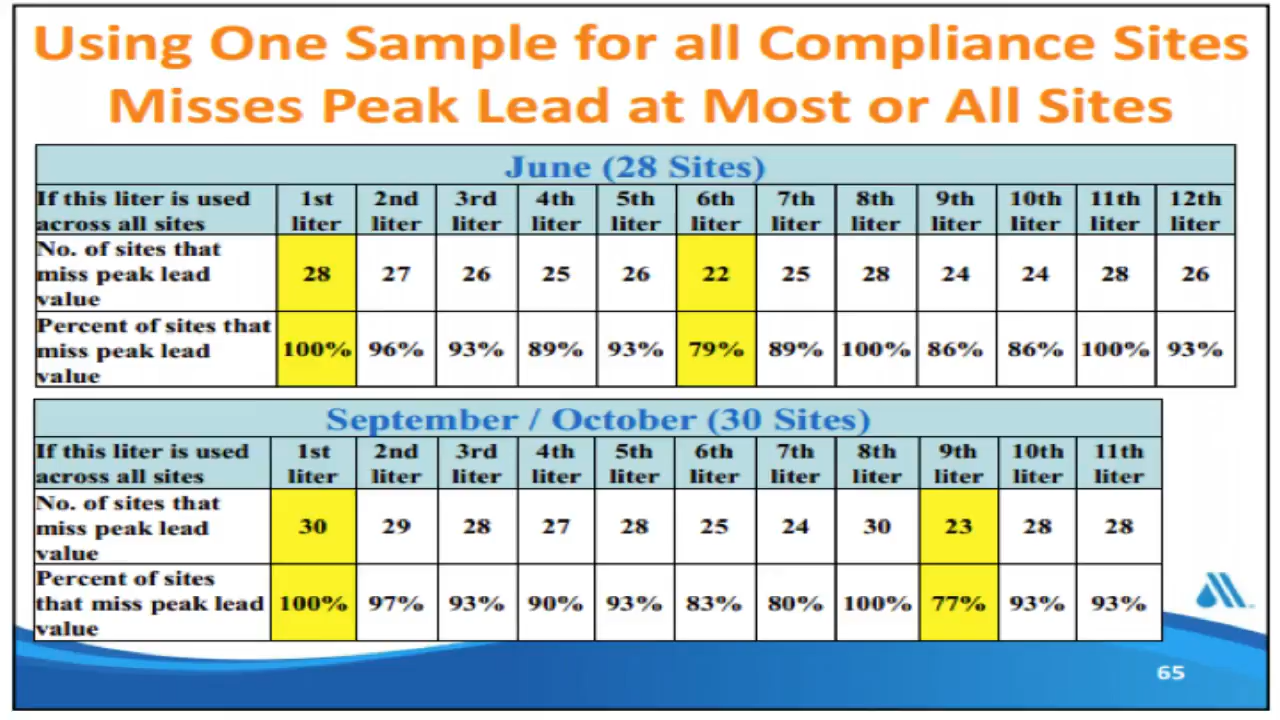 Using One Sample for all Compliance Sites
Misses Peak Lead at Most or All Sites
June (28 Sites)
If this liter is used across all sites 1st liter 2nd liter 3rd liter 4th liter 5th liter 6th liter 7th liter 8th liter 9th liter 10th liter 11th liter 12th liter
No. of sites that miss peak lead value 28 27 26 25 26 22 25 28 24 24 28 26
Percent of sites that miss peak lead value 100% 96% 93% 89% 93% 79% 89% 100% 86% 86% 100% 93%
September / October (30 Sites)
If this liter is used across all sites 1st liter 2nd liter 3rd liter 4th liter 5th liter 6th liter 7th liter 8th liter 9th liter 10th liter 11th liter
No. of sites that miss peak lead value 30 29 28 27 28 25 24 30 23 28 28
Percent of sites that miss peak lead value 100% 97% 93% 90% 93% 83% 80% 100% 77% 93% 93%
65